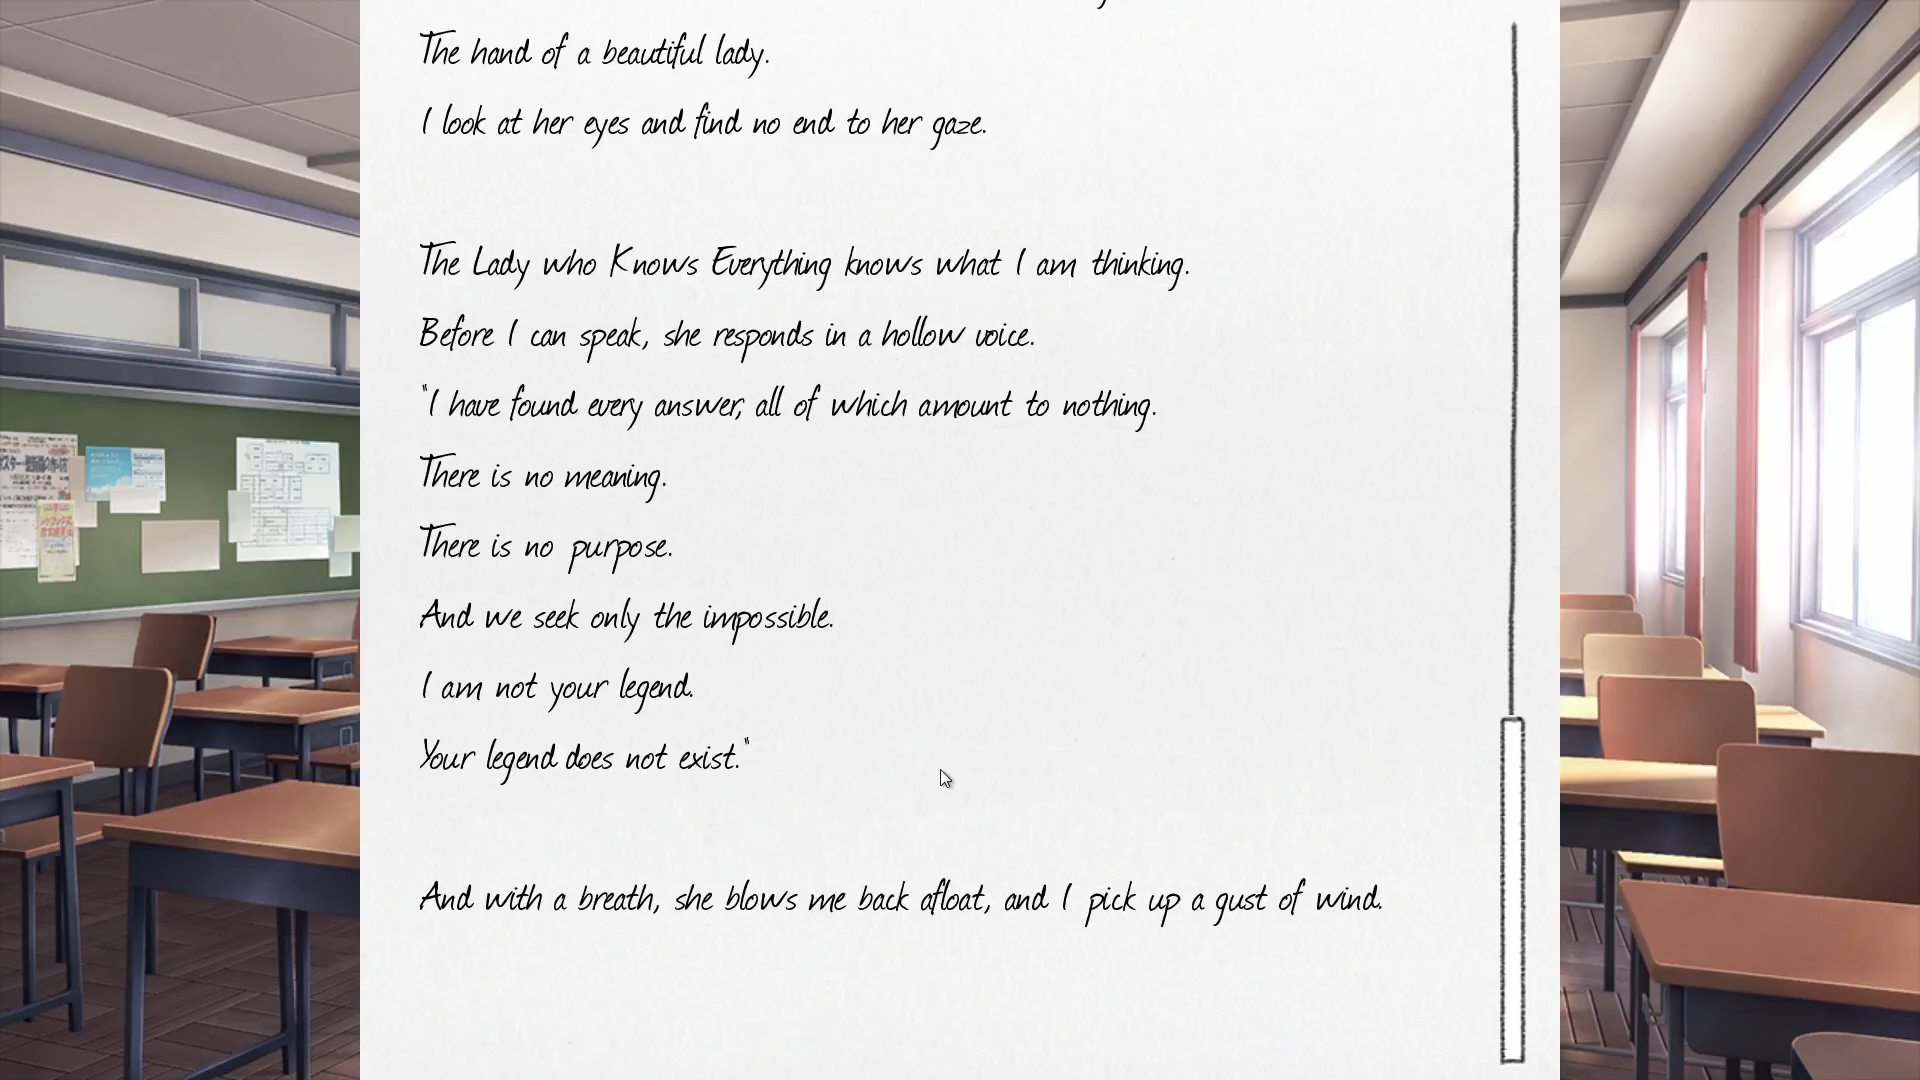 The hand of a beautiful lady.
I look at her eyes and find no end to her gaze.
The Lady who Knows Everything knows what I am thinking.
Before I can speak, she responds in a hollow voice.
"I have found every answer, all of which amount to nothing.
There is no meaning.
There is no purpose.
And we seek only the impossible.
I am not your legend.
Your legend does not exist."
And with a breath, she blows me back afloat, and I pick up a gust of wind.